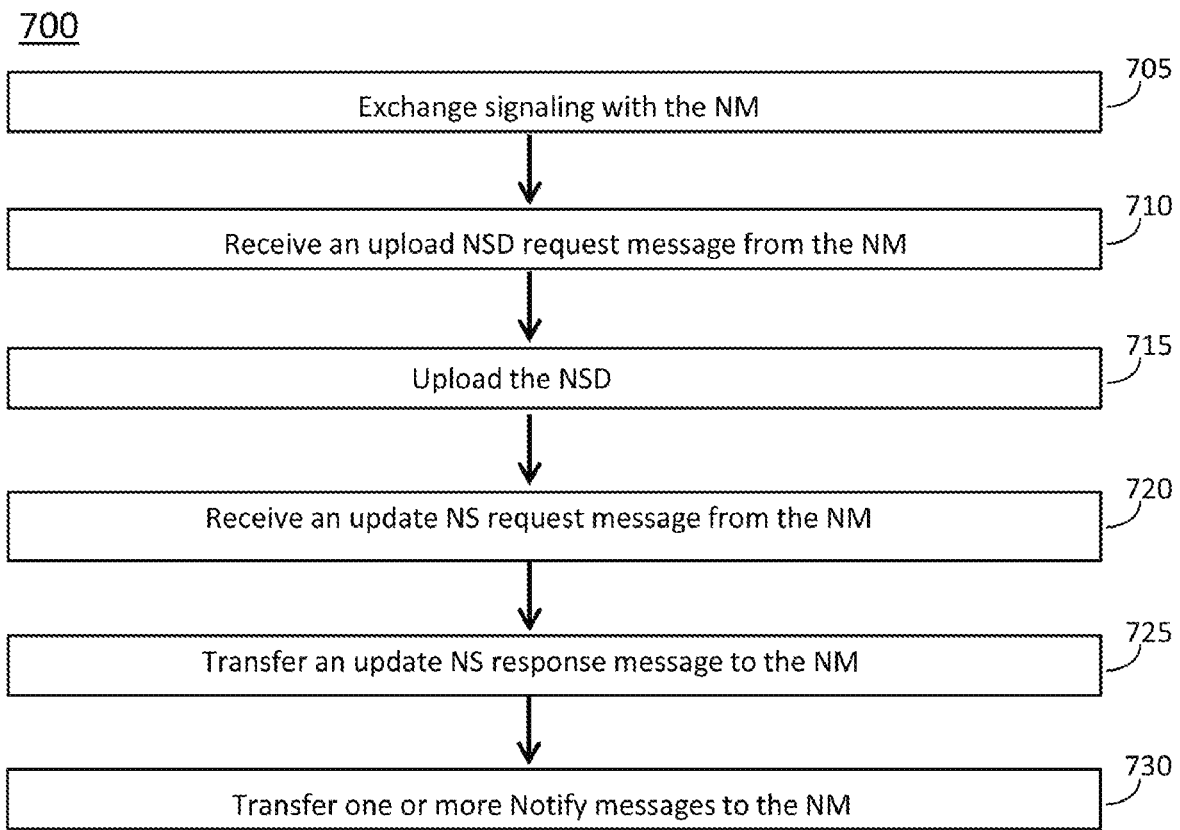 700
705
Exchange signaling with the NM
710
Receive an upload NSD request message from the NM
715
Upload the NSD
720
Receive an update NS request message from the NM
725
Transfer an update NS response message to the NM
730
Transfer one or more Notify messages to the NM